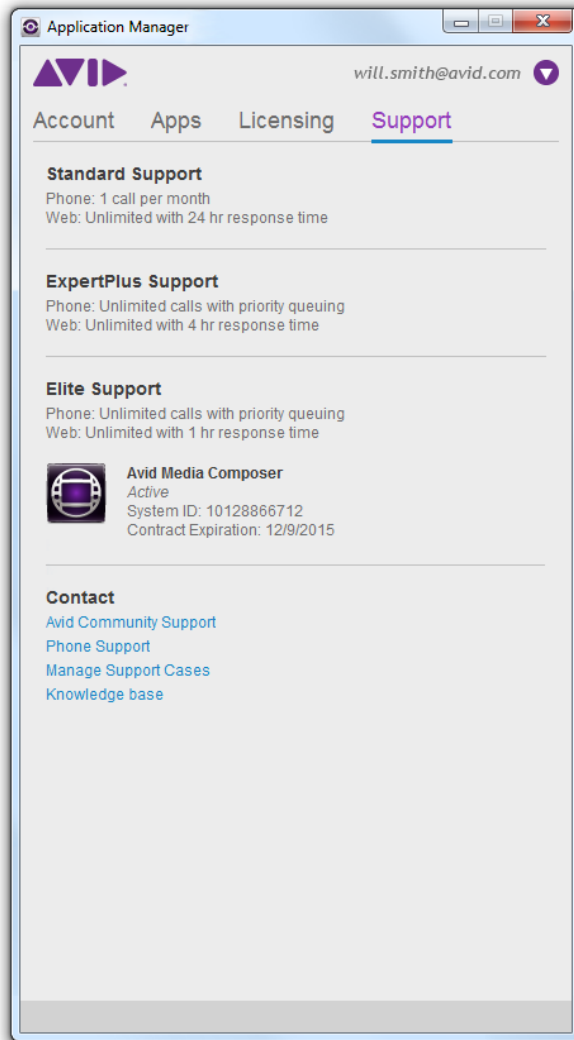 Application Manager
AVID
will.smith@avid.com
Account Apps Licensing Support
Standard Support
Phone: 1 call per month
Web: Unlimited with 24 hr response time
ExpertPlus Support
Phone: Unlimited calls with priority queuing
Web: Unlimited with 4 hr response time
Elite Support
Phone: Unlimited calls with priority queuing
Web: Unlimited with 1 hr response time
Avid Media Composer
Active
System ID: 10128866712
Contract Expiration: 12/9/2015
Contact
Avid Community Support
Phone Support
Manage Support Cases
Knowledge base